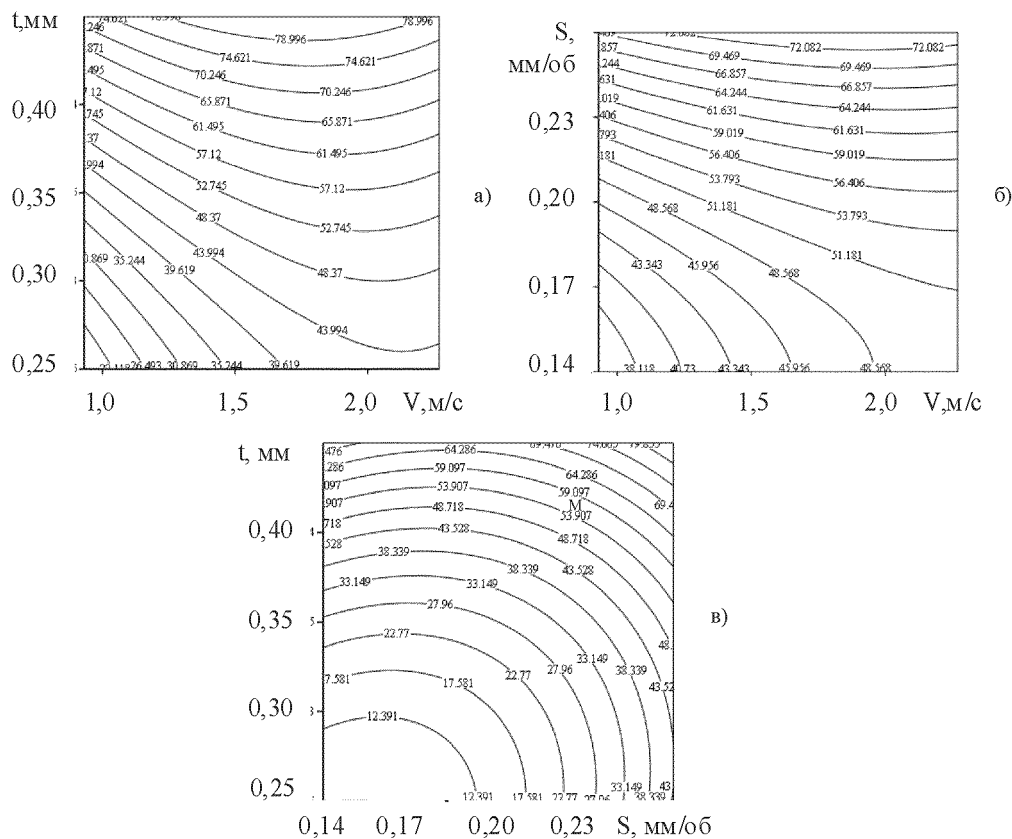 t,мм
0,40
0,35
0,30
0,25
1,0 1,5 2,0 V,м/с
а)
78.996 78.996
74.621 74.621
70.246 70.246
65.871 65.871
61.495 61.495
57.12 57.12
52.745 52.745
48.37 48.37
43.994 43.994
35.244 39.619
26.493 30.869 35.244 39.619
S,
мм/об
0,23
0,20
0,17
0,14
1,0 1,5 2,0 V,м/с
б)
72.082 72.082
69.469 69.469
66.857 66.857
64.244 64.244
61.631 61.631
59.019 59.019
56.406 56.406
53.793 53.793
48.568 51.181 51.181
43.343 45.956 48.568
38.118 40.73 43.343 45.956 48.568
t, мм
0,40
0,35
0,30
0,25
0,14 0,17 0,20 0,23 S, мм/об
в)
64.286 64.286
59.097 59.097
М
53.907 53.907
48.718 48.718
43.528 43.528
38.339 38.339
33.149 33.149
27.96 33.149 38.339
22.77 22.77 27.96
17.581
12.391
12.391 17.581 22.77 27.96 33.149 38.339